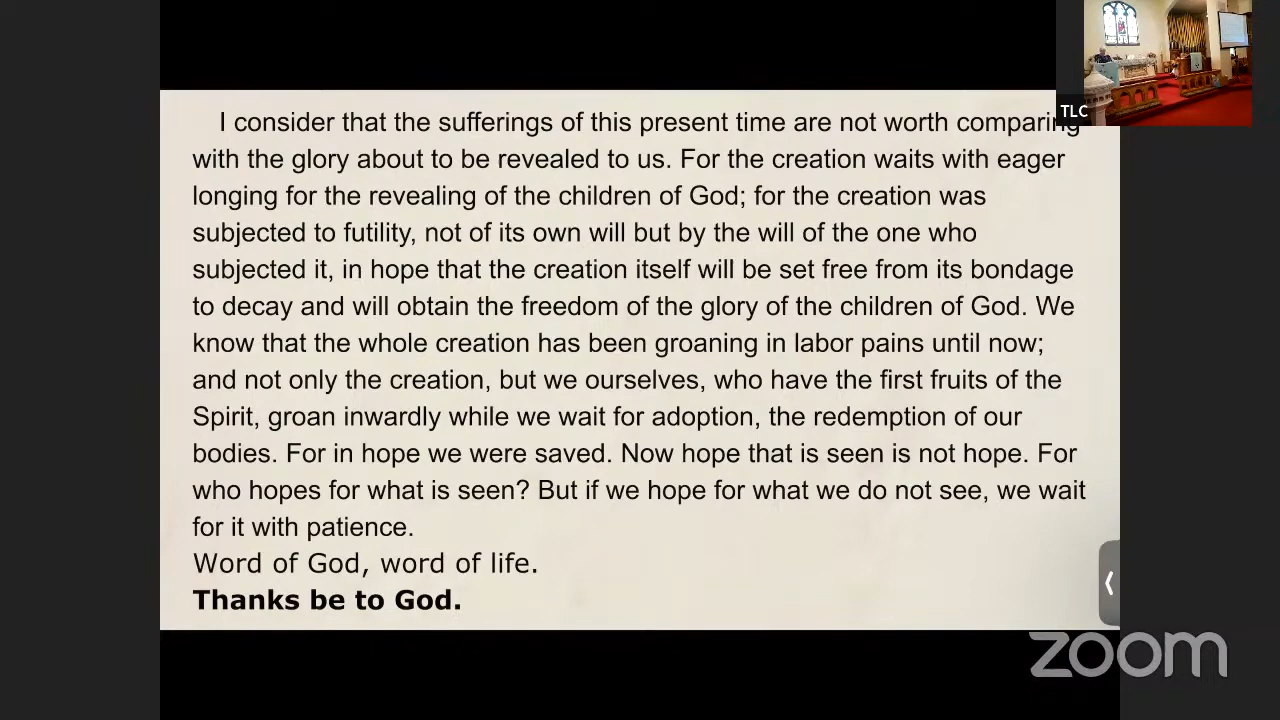 TLC
I consider that the sufferings of this present time are not worth comparing
with the glory about to be revealed to us. For the creation waits with eager
longing for the revealing of the children of God; for the creation was
subjected to futility, not of its own will but by the will of the one who
subjected it, in hope that the creation itself will be set free from its bondage
to decay and will obtain the freedom of the glory of the children of God. We
know that the whole creation has been groaning in labor pains until now;
and not only the creation, but we ourselves, who have the first fruits of the
Spirit, groan inwardly while we wait for adoption, the redemption of our
bodies. For in hope we were saved. Now hope that is seen is not hope. For
who hopes for what is seen? But if we hope for what we do not see, we wait
for it with patience.
Word of God, word of life.
Thanks be to God.
zoom